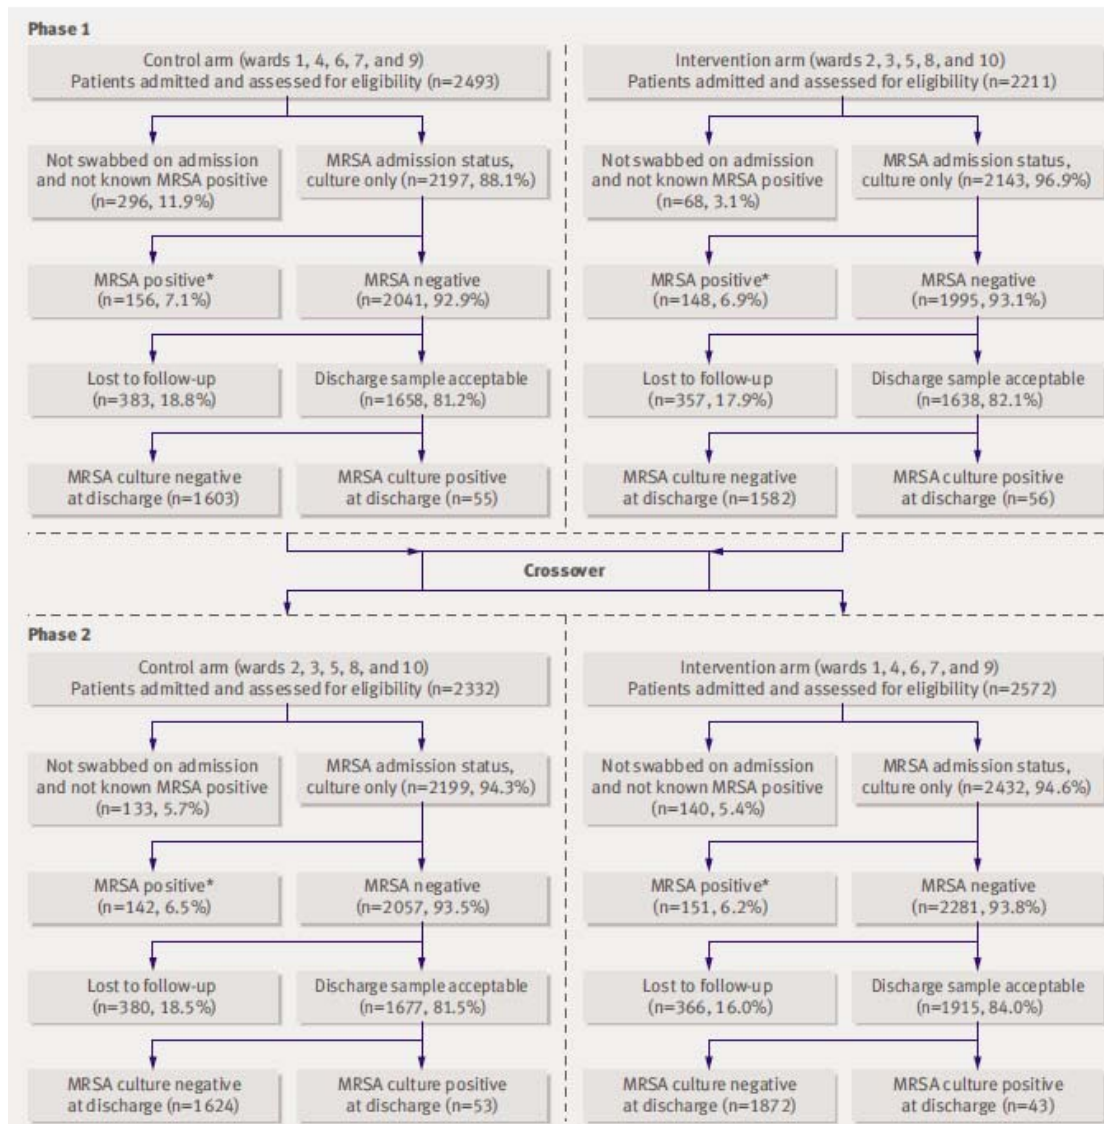 Phase 1
Control arm (wards 1, 4, 6, 7, and 9)
Patients admitted and assessed for eligibility (n=2493)
Intervention arm (wards 2, 3, 5, 8, and 10)
Patients admitted and assessed for eligibility (n=2211)
Not swabbed on admission
and not known MRSA positive
(n=296, 11.9%)
MRSA admission status,
culture only (n=2197, 88.1%)
Not swabbed on admission
and not known MRSA positive
(n=68, 3.1%)
MRSA admission status,
culture only (n=2143, 96.9%)
MRSA positive*
(n=156, 7.1%)
MRSA negative
(n=2041, 92.9%)
MRSA positive*
(n=148, 6.9%)
MRSA negative
(n=1995, 93.1%)
Lost to follow-up
(n=383, 18.8%)
Discharge sample acceptable
(n=1658, 81.2%)
Lost to follow-up
(n=357, 17.9%)
Discharge sample acceptable
(n=1638, 82.1%)
MRSA culture negative
at discharge (n=1603)
MRSA culture positive
at discharge (n=55)
MRSA culture negative
at discharge (n=1582)
MRSA culture positive
at discharge (n=56)
Crossover
Phase 2
Control arm (wards 2, 3, 5, 8, and 10)
Patients admitted and assessed for eligibility (n=2332)
Intervention arm (wards 1, 4, 6, 7, and 9)
Patients admitted and assessed for eligibility (n=2572)
Not swabbed on admission
and not known MRSA positive
(n=133, 5.7%)
MRSA admission status,
culture only (n=2199, 94.3%)
Not swabbed on admission
and not known MRSA positive
(n=140, 5.4%)
MRSA admission status,
culture only (n=2432, 94.6%)
MRSA positive*
(n=142, 6.5%)
MRSA negative
(n=2057, 93.5%)
MRSA positive*
(n=151, 6.2%)
MRSA negative
(n=2281, 93.8%)
Lost to follow-up
(n=380, 18.5%)
Discharge sample acceptable
(n=1677, 81.5%)
Lost to follow-up
(n=366, 16.0%)
Discharge sample acceptable
(n=1915, 84.0%)
MRSA culture negative
at discharge (n=1624)
MRSA culture positive
at discharge (n=53)
MRSA culture negative
at discharge (n=1872)
MRSA culture positive
at discharge (n=43)